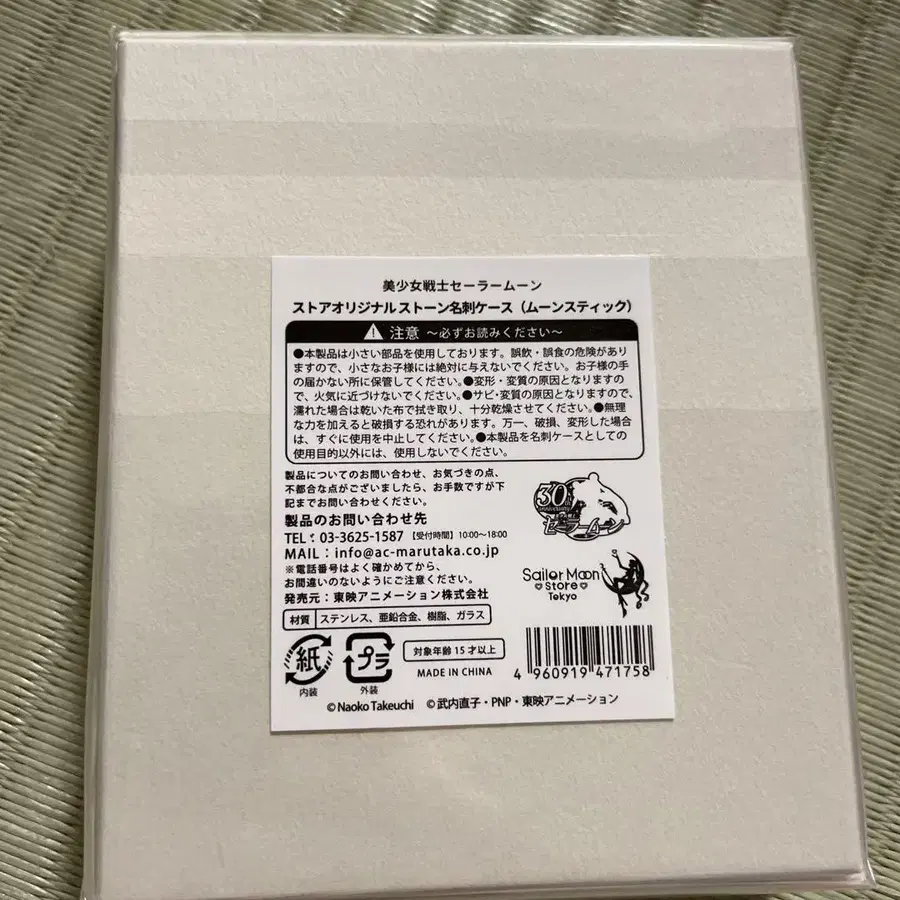 美少女戦士セーラームーン
ストアオリジナル ストーン名刺ケース（ムーンスティック）
注意 ～必ずお読みください～
●本製品は小さい部品を使用しております。誤飲・誤食の危険があり
ますので、小さなお子様には絶対に与えないでください。お子様の手
の届かない所に保管してください。●変形・変質の原因となりますの
で、火気に近づけないでください。●サビ・変質の原因となりますので、
濡れた場合は乾いた布で拭き取り、十分乾燥させてください。●無理
な力を加えると破損する恐れがあります。万一、破損、変形した場合
は、すぐに使用を中止してください。●本製品を名刺ケースとしての
使用目的以外には、使用しないでください。
製品についてのお問い合わせ、お気づきの点、
不都合な点がございましたら、お手数ですが下
記までお問い合わせください。
製品のお問い合わせ先
TEL : 03-3625-1587 【受付時間】10:00～18:00
MAIL : info@ac-marutaka.co.jp
※電話番号はよく確かめてから、
お間違いのないようにご注意ください。
発売元：東映アニメーション株式会社
材質 ステンレス、亜鉛合金、樹脂、ガラス
紙
内装
プラ
外装
対象年齢15才以上
MADE IN CHINA
30th
Anniversary
Sailor Moon
Store
Tokyo
4 960919 471758
© Naoko Takeuchi © 武内直子・PNP・東映アニメーション